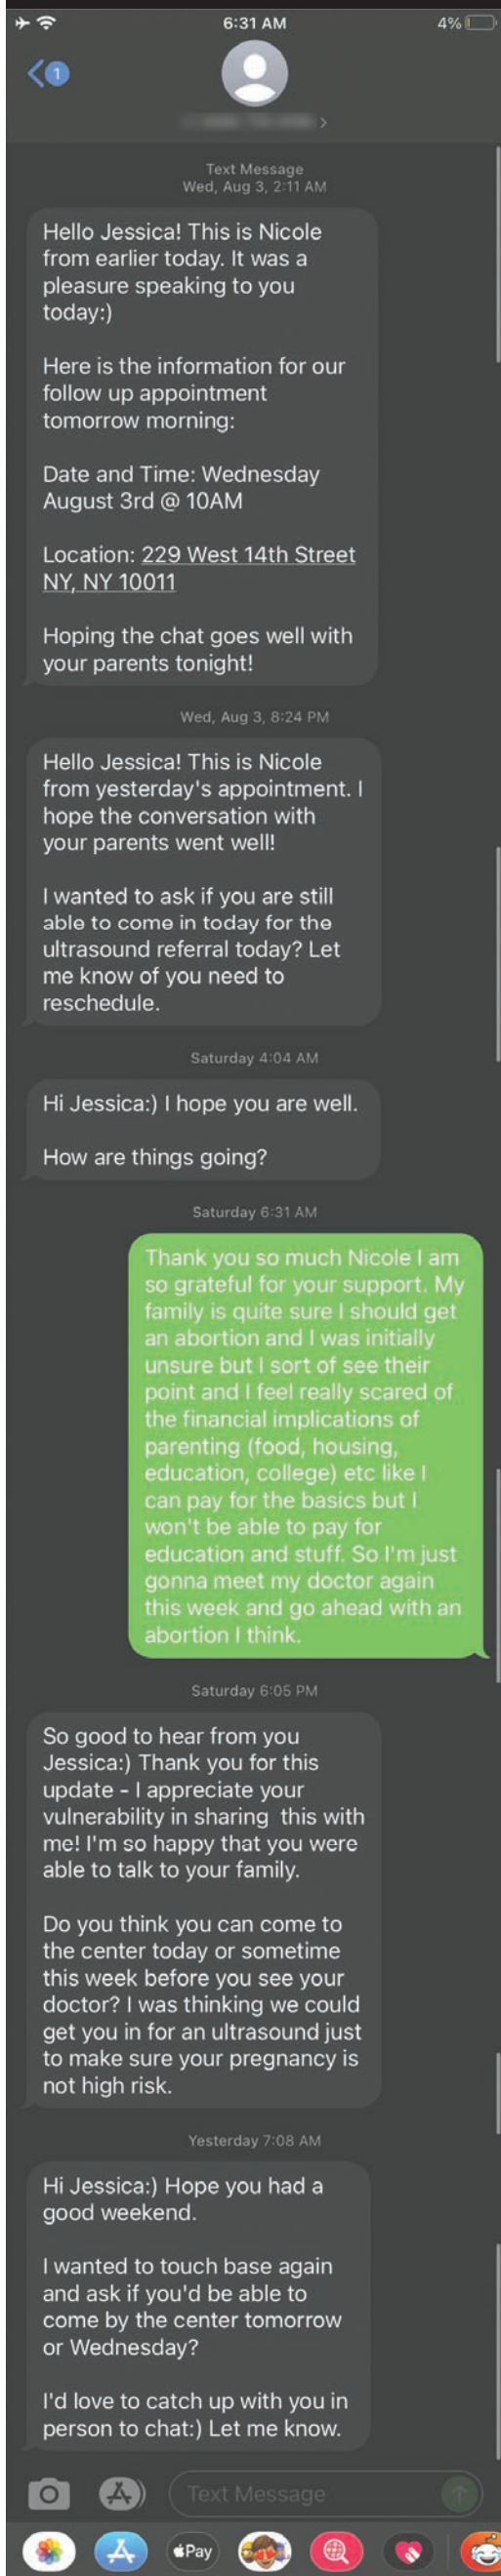 6:31 AM
4%
1
Text Message
Wed, Aug 3, 2:11 AM
Hello Jessica! This is Nicole
from earlier today. It was a
pleasure speaking to you
today:)
Here is the information for our
follow up appointment
tomorrow morning:
Date and Time: Wednesday
August 3rd @ 10AM
Location: 229 West 14th Street
NY, NY 10011
Hoping the chat goes well with
your parents tonight!
Wed, Aug 3, 8:24 PM
Hello Jessica! This is Nicole
from yesterday's appointment. I
hope the conversation with
your parents went well!
I wanted to ask if you are still
able to come in today for the
ultrasound referral today? Let
me know of you need to
reschedule.
Saturday 4:04 AM
Hi Jessica:) I hope you are well.
How are things going?
Saturday 6:31 AM
Thank you so much Nicole I am
so grateful for your support. My
family is quite sure I should get
an abortion and I was initially
unsure but I sort of see their
point and I feel really scared of
the financial implications of
parenting (food, housing,
education, college) etc like I
can pay for the basics but I
won't be able to pay for
education and stuff. So I'm just
gonna meet my doctor again
this week and go ahead with an
abortion I think.
Saturday 6:05 PM
So good to hear from you
Jessica:) Thank you for this
update - I appreciate your
vulnerability in sharing this with
me! I'm so happy that you were
able to talk to your family.
Do you think you can come to
the center today or sometime
this week before you see your
doctor? I was thinking we could
get you in for an ultrasound just
to make sure your pregnancy is
not high risk.
Yesterday 7:08 AM
Hi Jessica:) Hope you had a
good weekend.
I wanted to touch base again
and ask if you'd be able to
come by the center tomorrow
or Wednesday?
I'd love to catch up with you in
person to chat:) Let me know.
Text Message
Pay